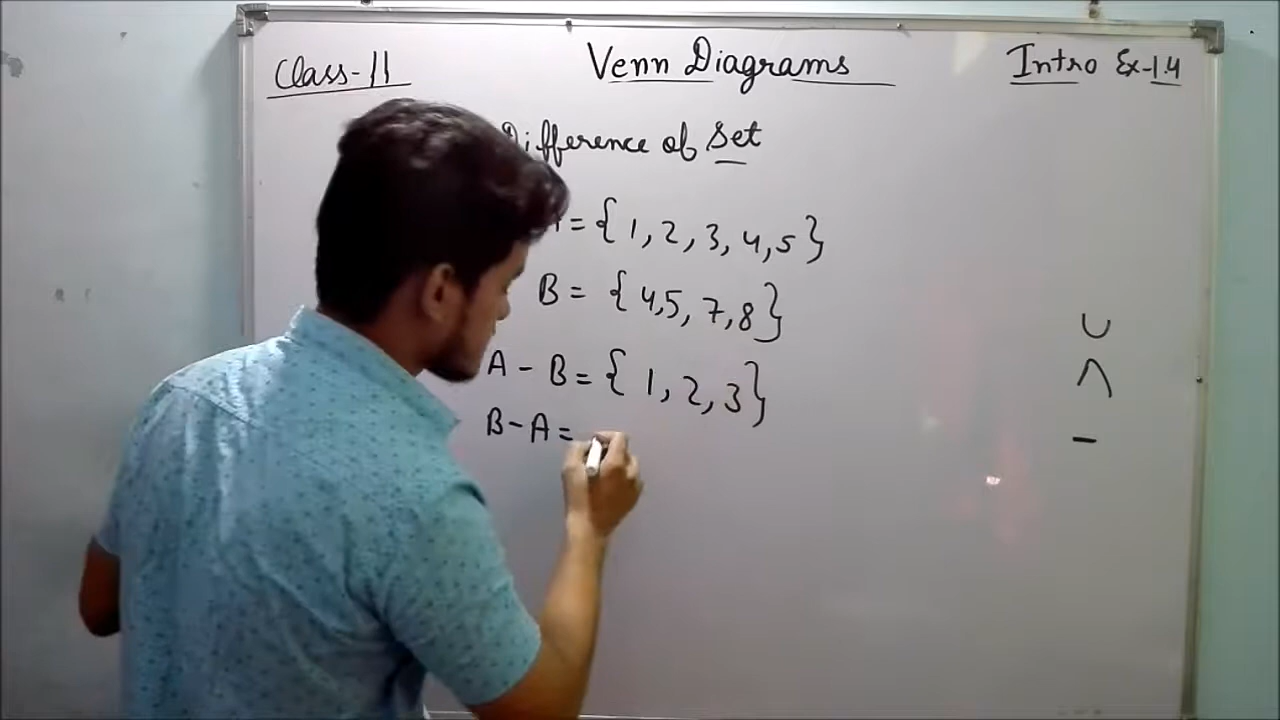 Class-11 Venn Diagrams Intro Ex-1.4
Difference of Set
= {1, 2, 3, 4, 5}
B = {4,5, 7,8}
A - B = {1, 2, 3}
B-A =
∪
∩
-